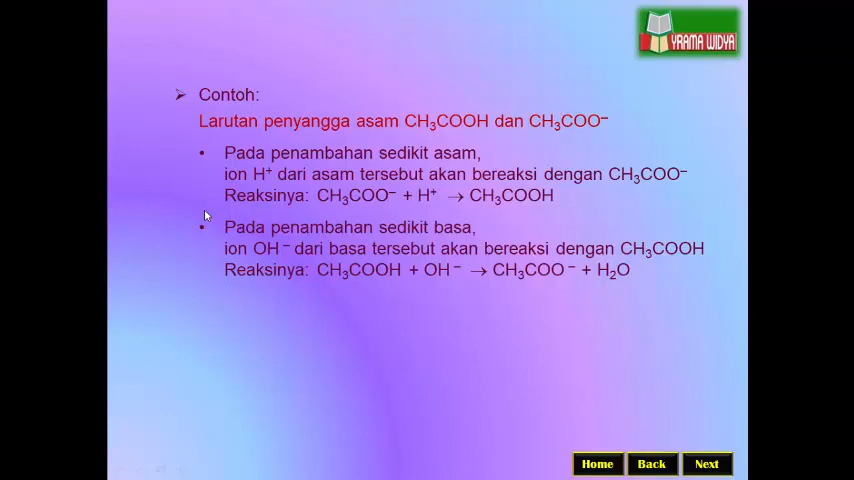 YRAMA WIDYA
➢ Contoh:
Larutan penyangga asam CH₃COOH dan CH₃COO⁻
• Pada penambahan sedikit asam,
ion H⁺ dari asam tersebut akan bereaksi dengan CH₃COO⁻
Reaksinya: CH₃COO⁻ + H⁺ → CH₃COOH
• Pada penambahan sedikit basa,
ion OH⁻ dari basa tersebut akan bereaksi dengan CH₃COOH
Reaksinya: CH₃COOH + OH⁻ → CH₃COO⁻ + H₂O
Home Back Next